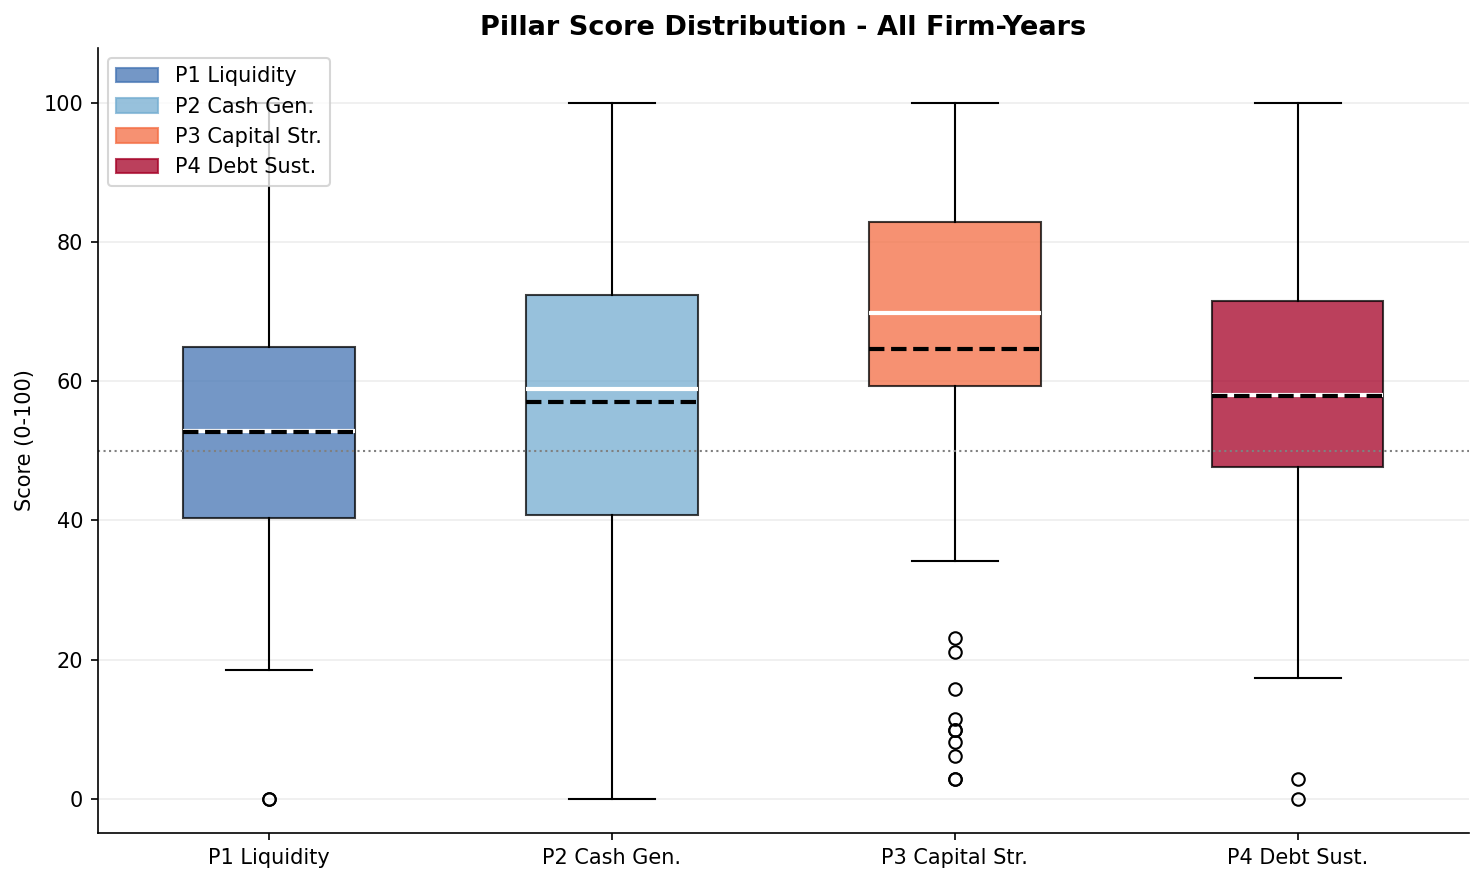 Pillar Score Distribution - All Firm-Years
P1 Liquidity
P2 Cash Gen.
P3 Capital Str.
P4 Debt Sust.
100
80
60
40
20
0
Score (0-100)
P1 Liquidity
P2 Cash Gen.
P3 Capital Str.
P4 Debt Sust.